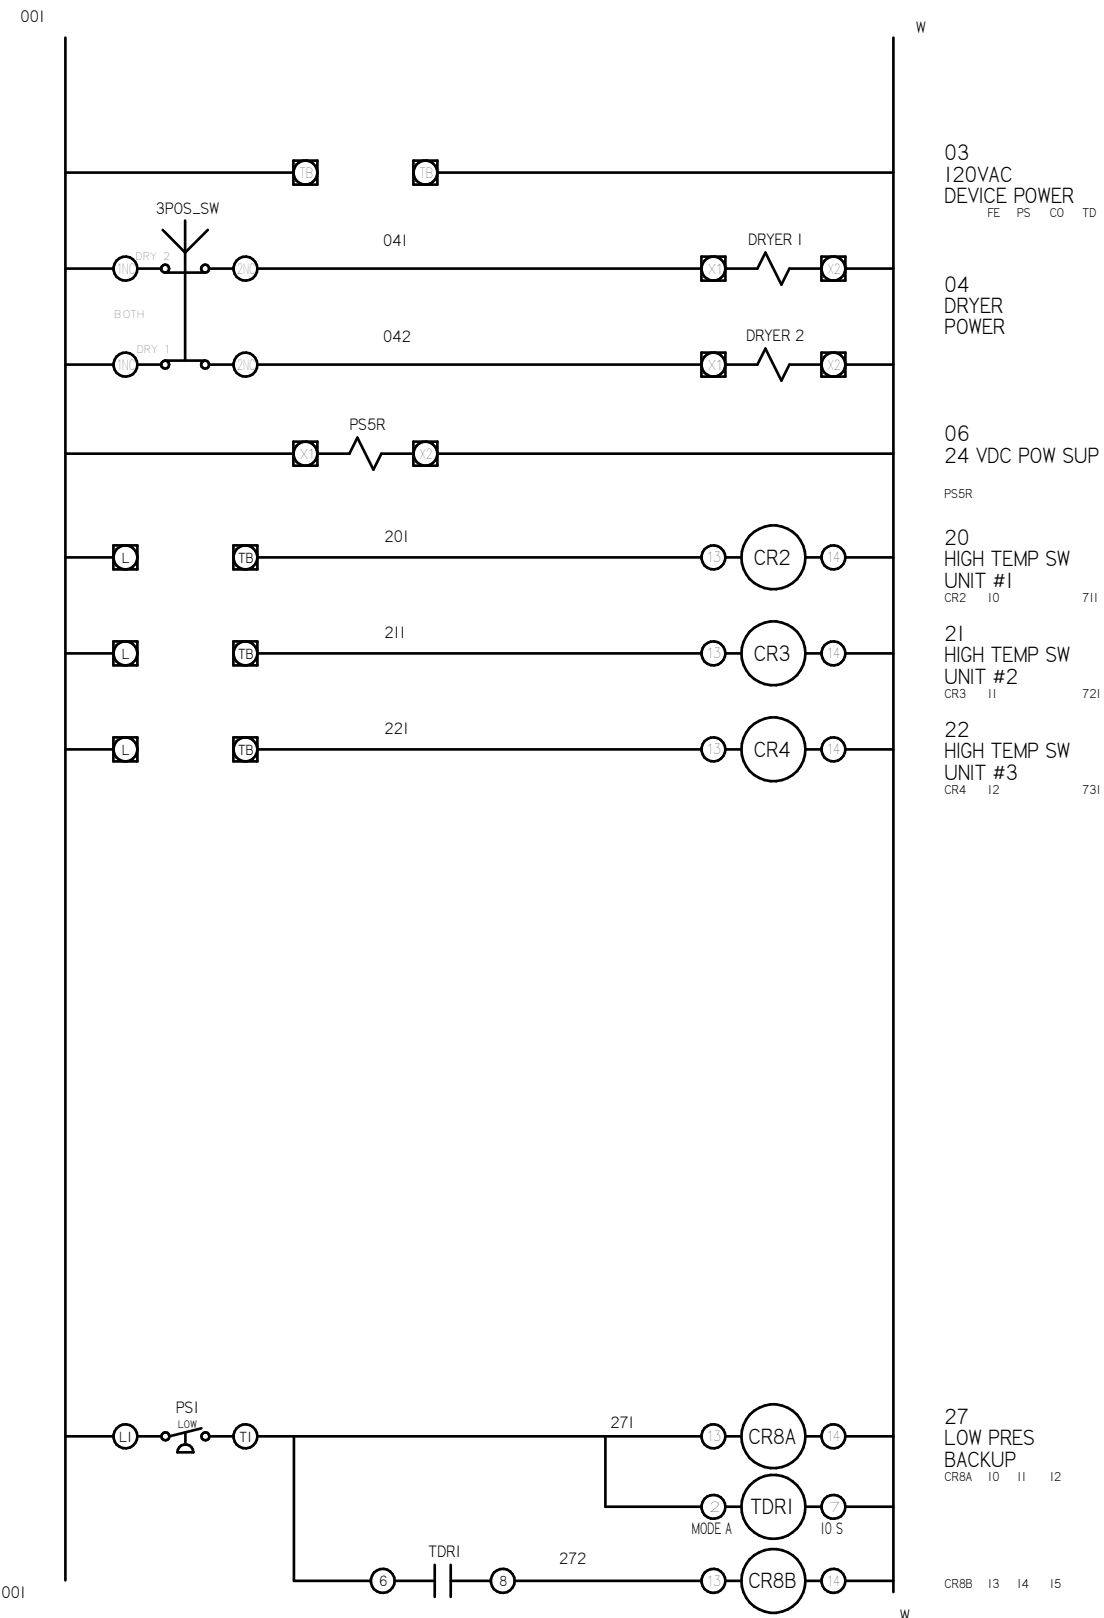 001
W
TB TB
03
120VAC
DEVICE POWER
FE PS CO TD
3POS_SW
DRY 2
041
DRYER 1
1NC 2NC X1 X2
04
DRYER
POWER
BOTH
DRY 1
042
DRYER 2
1NC 2NC X1 X2
PS5R
X1 X2
06
24 VDC POW SUP
PS5R
201
L TB 13 CR2 14
20
HIGH TEMP SW
UNIT #1
CR2 10 711
211
L TB 13 CR3 14
21
HIGH TEMP SW
UNIT #2
CR3 11 721
221
L TB 13 CR4 14
22
HIGH TEMP SW
UNIT #3
CR4 12 731
PS1
LOW
271
L1 T1 13 CR8A 14
27
LOW PRES
BACKUP
CR8A 10 11 12
2 TDR1 7
MODE A 10 S
TDR1
272
6 8 13 CR8B 14
CR8B 13 14 15
001
W